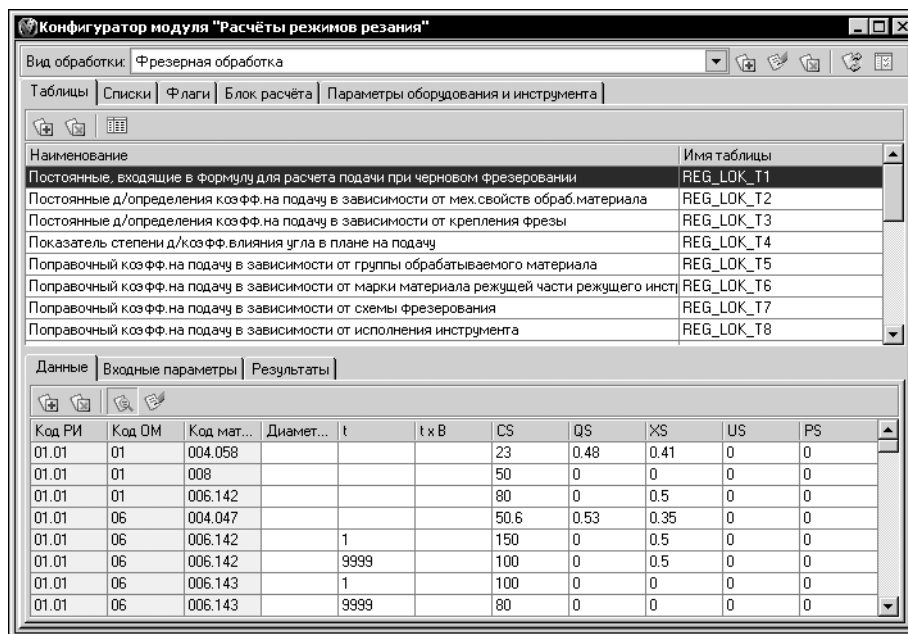 Конфигуратор модуля "Расчёты режимов резания"
Вид обработки: Фрезерная обработка
Таблицы Списки Флаги Блок расчёта Параметры оборудования и инструмента
Наименование Имя таблицы
Постоянные, входящие в формулу для расчета подачи при черновом фрезеровании REG_LOK_T1
Постоянные д/определения коэфф.на подачу в зависимости от мех.свойств обраб.материала REG_LOK_T2
Постоянные д/определения коэфф.на подачу в зависимости от крепления фрезы REG_LOK_T3
Показатель степени д/коэфф.влияния угла в плане на подачу REG_LOK_T4
Поправочный коэфф.на подачу в зависимости от группы обрабатываемого материала REG_LOK_T5
Поправочный коэфф.на подачу в зависимости от марки материала режущей части режущего инст REG_LOK_T6
Поправочный коэфф.на подачу в зависимости от схемы фрезерования REG_LOK_T7
Поправочный коэфф.на подачу в зависимости от исполнения инструмента REG_LOK_T8
Данные Входные параметры Результаты
Код РИ Код ОМ Код мат... Диамет... t t x B CS QS XS US PS
01.01 01 004.058 23 0.48 0.41 0 0
01.01 01 008 50 0 0 0 0
01.01 01 006.142 80 0 0.5 0 0
01.01 06 004.047 50.6 0.53 0.35 0 0
01.01 06 006.142 1 150 0 0.5 0 0
01.01 06 006.142 9999 100 0 0.5 0 0
01.01 06 006.143 1 100 0 0 0 0
01.01 06 006.143 9999 80 0 0 0 0